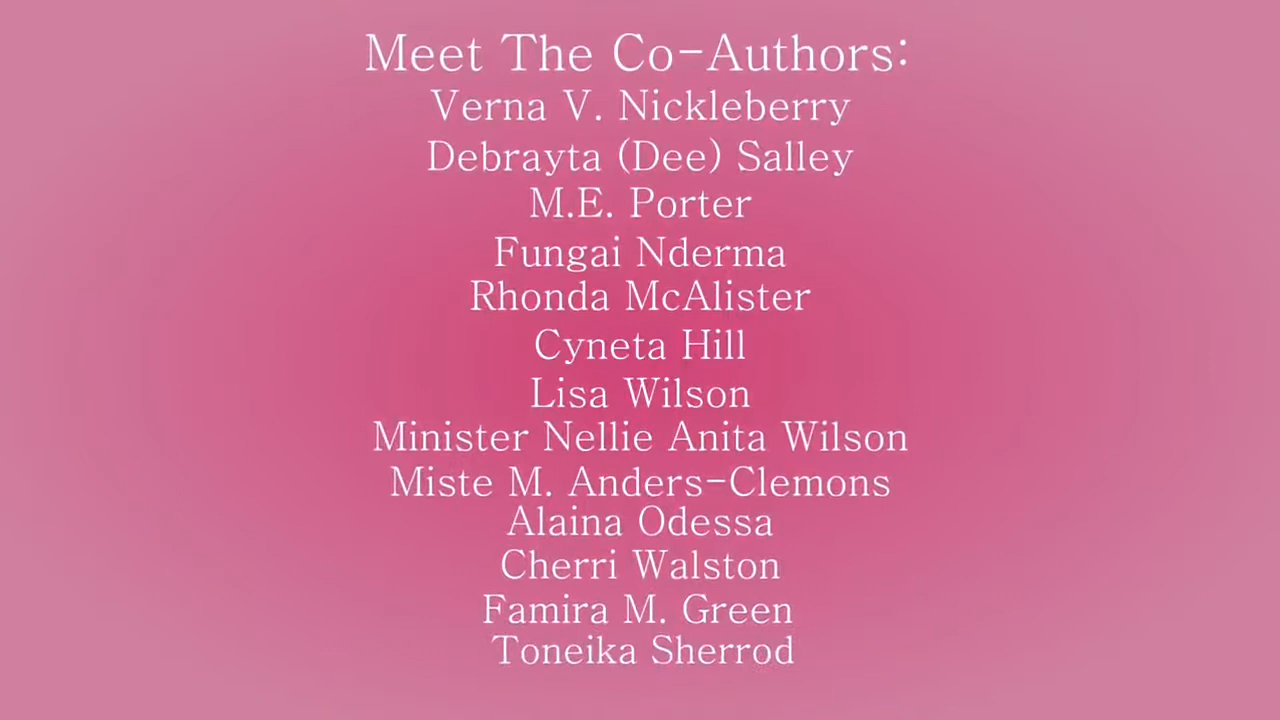 Meet The Co-Authors:
Verna V. Nickleberry
Debrayta (Dee) Salley
M.E. Porter
Fungai Nderma
Rhonda McAlister
Cyneta Hill
Lisa Wilson
Minister Nellie Anita Wilson
Miste M. Anders-Clemons
Alaina Odessa
Cherri Walston
Famira M. Green
Toneika Sherrod